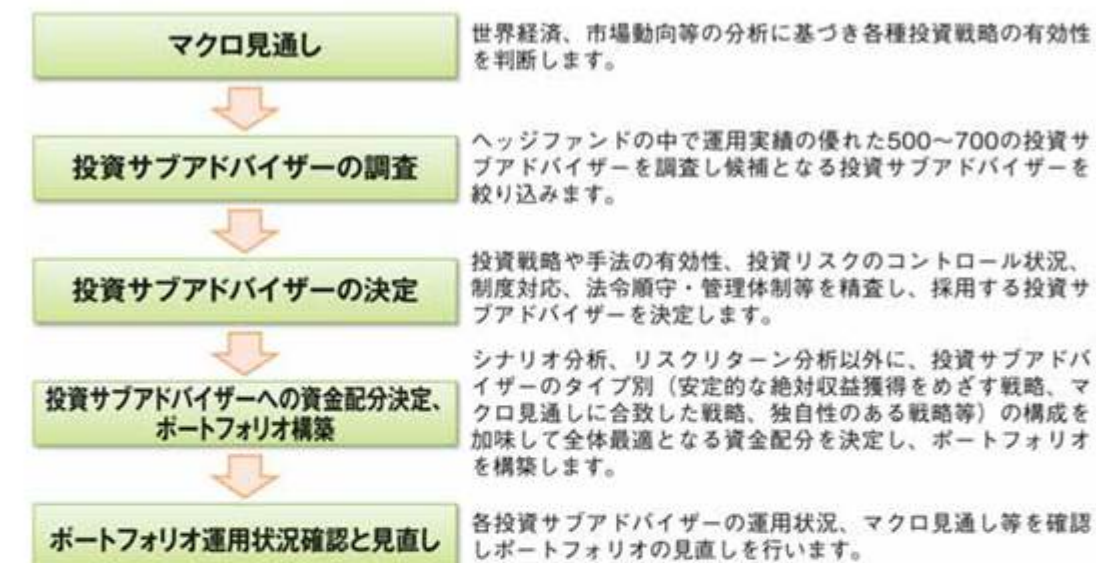 マクロ見通し
世界経済、市場動向等の分析に基づき各種投資戦略の有効性
を判断します。
投資サブアドバイザーの調査
ヘッジファンドの中で運用実績の優れた500〜700の投資サ
ブアドバイザーを調査し候補となる投資サブアドバイザーを
絞り込みます。
投資サブアドバイザーの決定
投資戦略や手法の有効性、投資リスクのコントロール状況、
制度対応、法令順守・管理体制等を精査し、採用する投資サ
ブアドバイザーを決定します。
投資サブアドバイザーへの資金配分決定、
ポートフォリオ構築
シナリオ分析、リスクリターン分析以外に、投資サブアドバ
イザーのタイプ別（安定的な絶対収益獲得をめざす戦略、マ
クロ見通しに合致した戦略、独自性のある戦略等）の構成を
加味して全体最適となる資金配分を決定し、ポートフォリオ
を構築します。
ポートフォリオ運用状況確認と見直し
各投資サブアドバイザーの運用状況、マクロ見通し等を確認
しポートフォリオの見直しを行います。